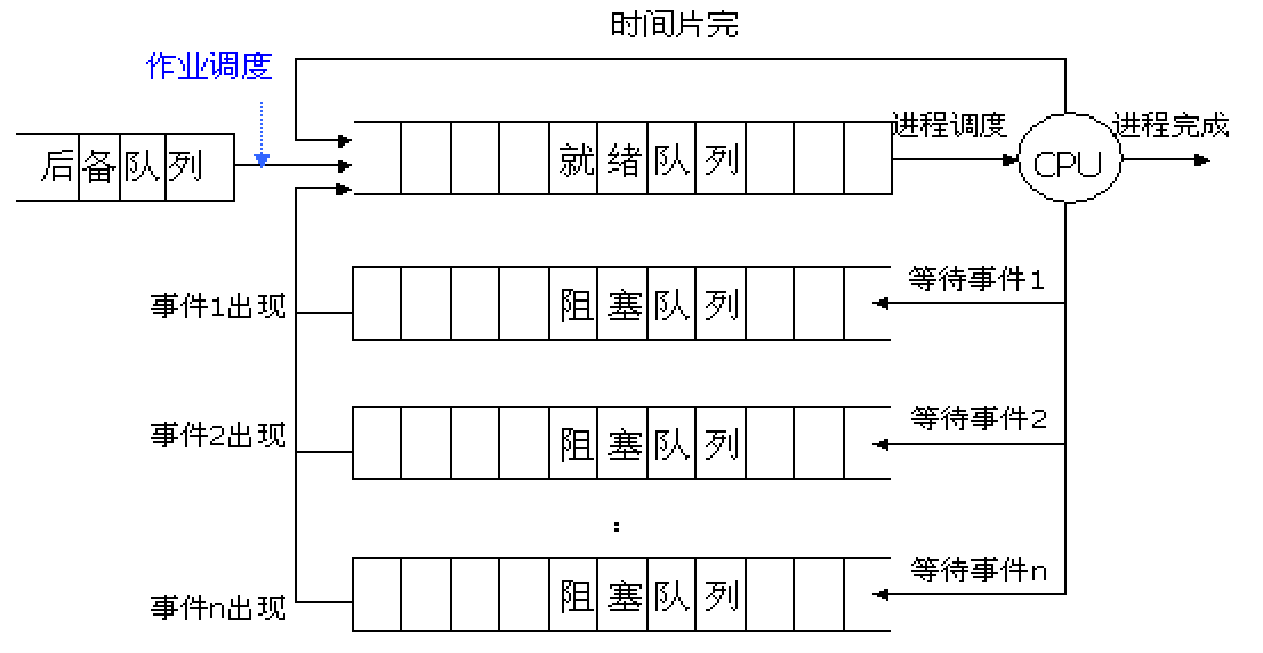 时间片完
作业调度
进程调度
进程完成
后备队列
就绪队列
CPU
等待事件1
事件1出现
阻塞队列
等待事件2
事件2出现
阻塞队列
:
等待事件n
事件n出现
阻塞队列